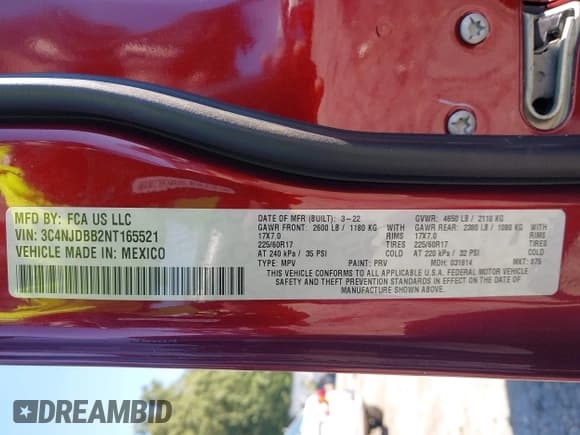 MFD BY: FCA US LLC
VIN: 3C4NJDBB2NT165521
VEHICLE MADE IN: MEXICO
DATE OF MFR (BUILT): 3-22
GAWR FRONT: 2600 LB / 1180 KG
17X7.0
225/60R17
TIRES
AT 240 kPa / 35 PSI
COLD
TYPE: MPV
PAINT: PRV
GVWR: 4650 LB / 2110 KG
GAWR REAR: 2380 LB / 1080 KG
17X7.0
225/60R17
TIRES
AT 220 kPa / 32 PSI
COLD
MDH: 031814
MKT: 875
THIS VEHICLE CONFORMS TO ALL APPLICABLE U.S.A. FEDERAL MOTOR VEHICLE
SAFETY AND THEFT PREVENTION STANDARDS IN EFFECT ON THE DATE OF
MANUFACTURE SHOWN ABOVE.
DREAMBID